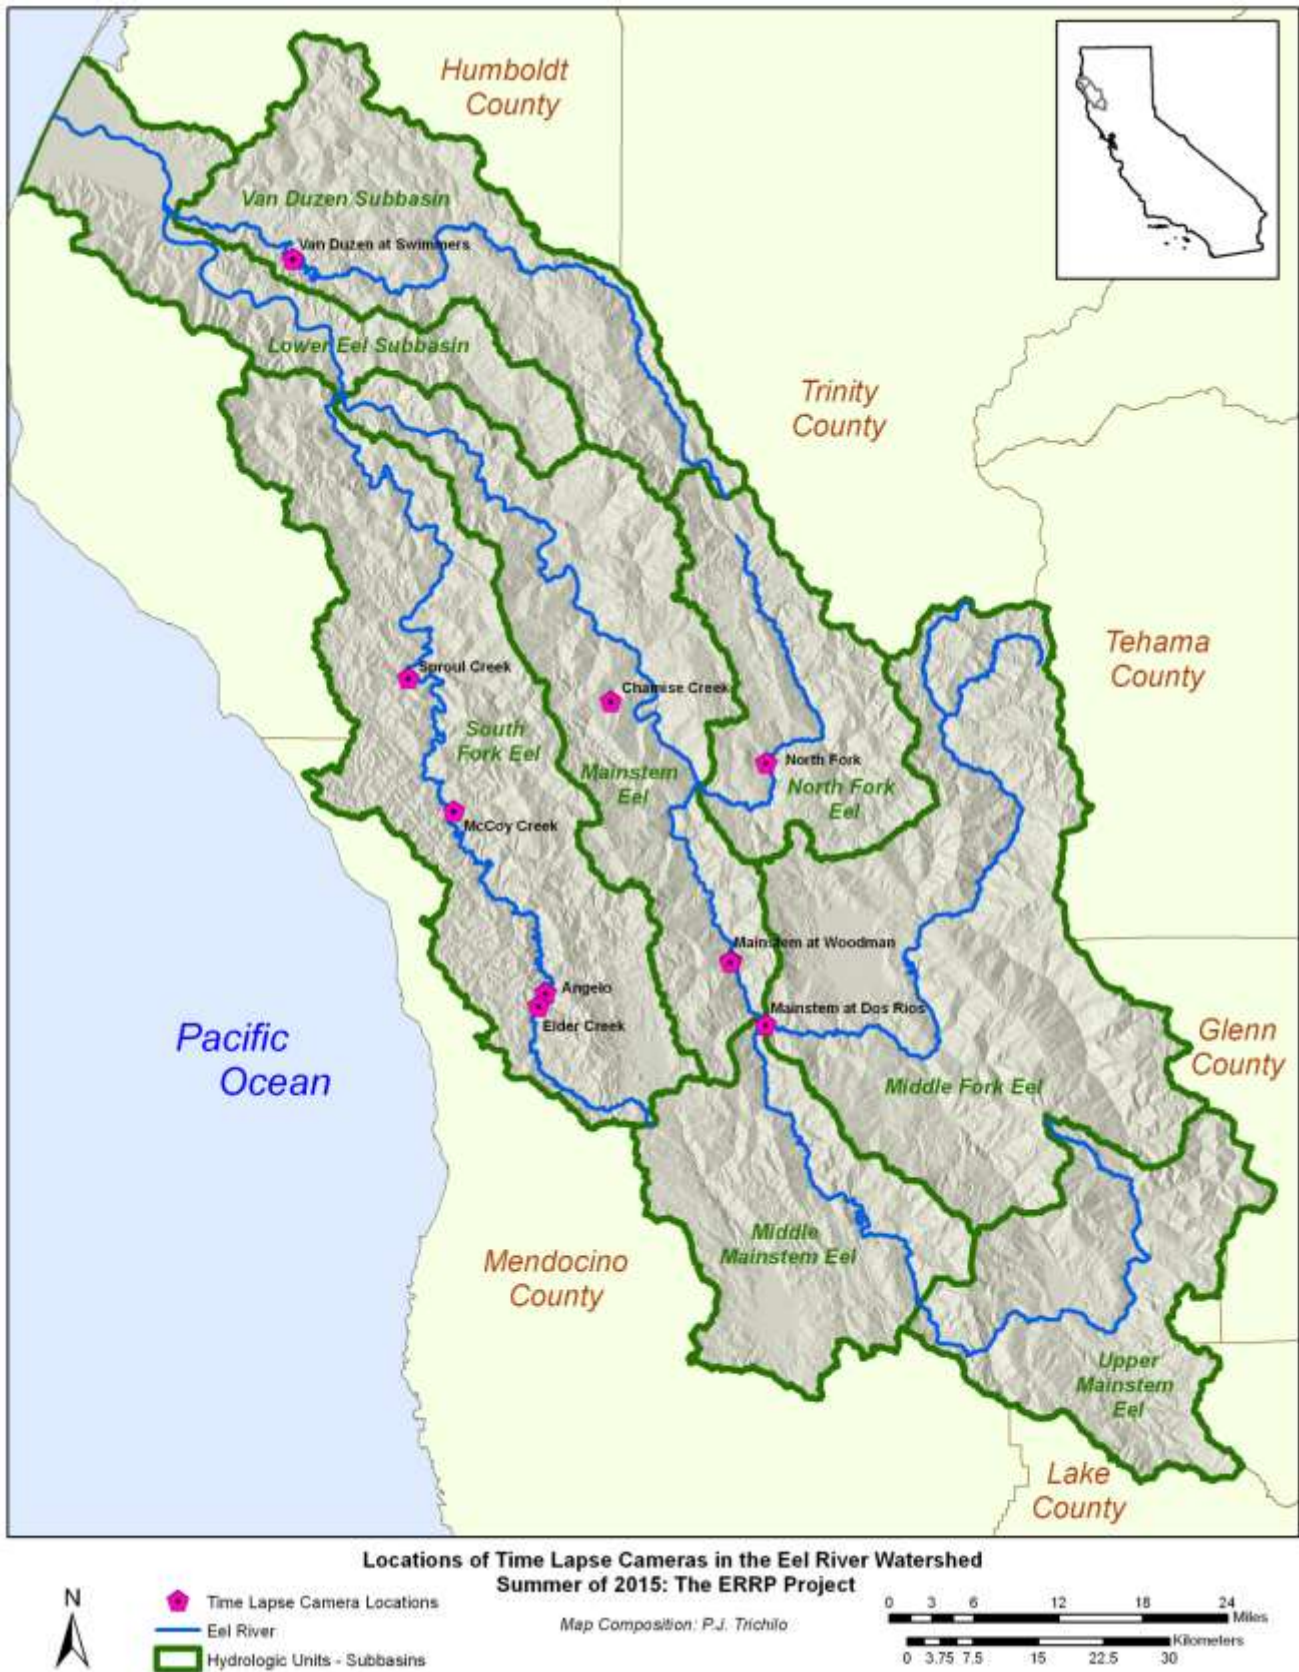 Humboldt
County
Van Duzen Subbasin
Van Duzen at Swimmers
Lower Eel Subbasin
Trinity
County
Tehama
County
Sproul Creek
Chamise Creek
South
Fork Eel
Mainstem
Eel
North Fork
North Fork
Eel
McCoy Creek
Mainstem at Woodman
Angelo
Elder Creek
Mainstem at Dos Rios
Pacific
Ocean
Glenn
County
Middle Fork Eel
Middle
Mainstem Eel
Mendocino
County
Upper
Mainstem
Eel
Lake
County
Locations of Time Lapse Cameras in the Eel River Watershed
Summer of 2015: The ERRP Project
Map Composition: P.J. Trichilo
N
Time Lapse Camera Locations
Eel River
Hydrologic Units - Subbasins
0 3 6 12 18 24
Miles
Kilometers
0 3.75 7.5 15 22.5 30